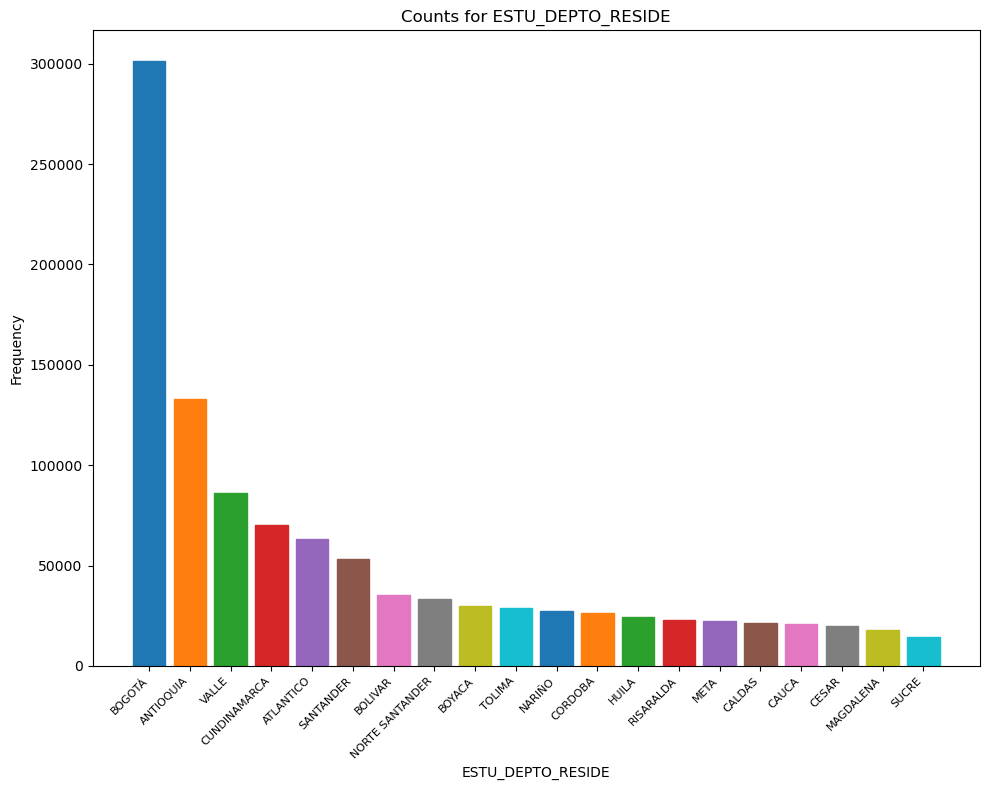 Counts for ESTU_DEPTO_RESIDE
300000
250000
200000
150000
100000
50000
0
Frequency
BOGOTÁ
ANTIOQUIA
VALLE
CUNDINAMARCA
ATLANTICO
SANTANDER
BOLIVAR
NORTE SANTANDER
BOYACA
TOLIMA
NARIÑO
CORDOBA
HUILA
RISARALDA
META
CALDAS
CAUCA
CESAR
MAGDALENA
SUCRE
ESTU_DEPTO_RESIDE